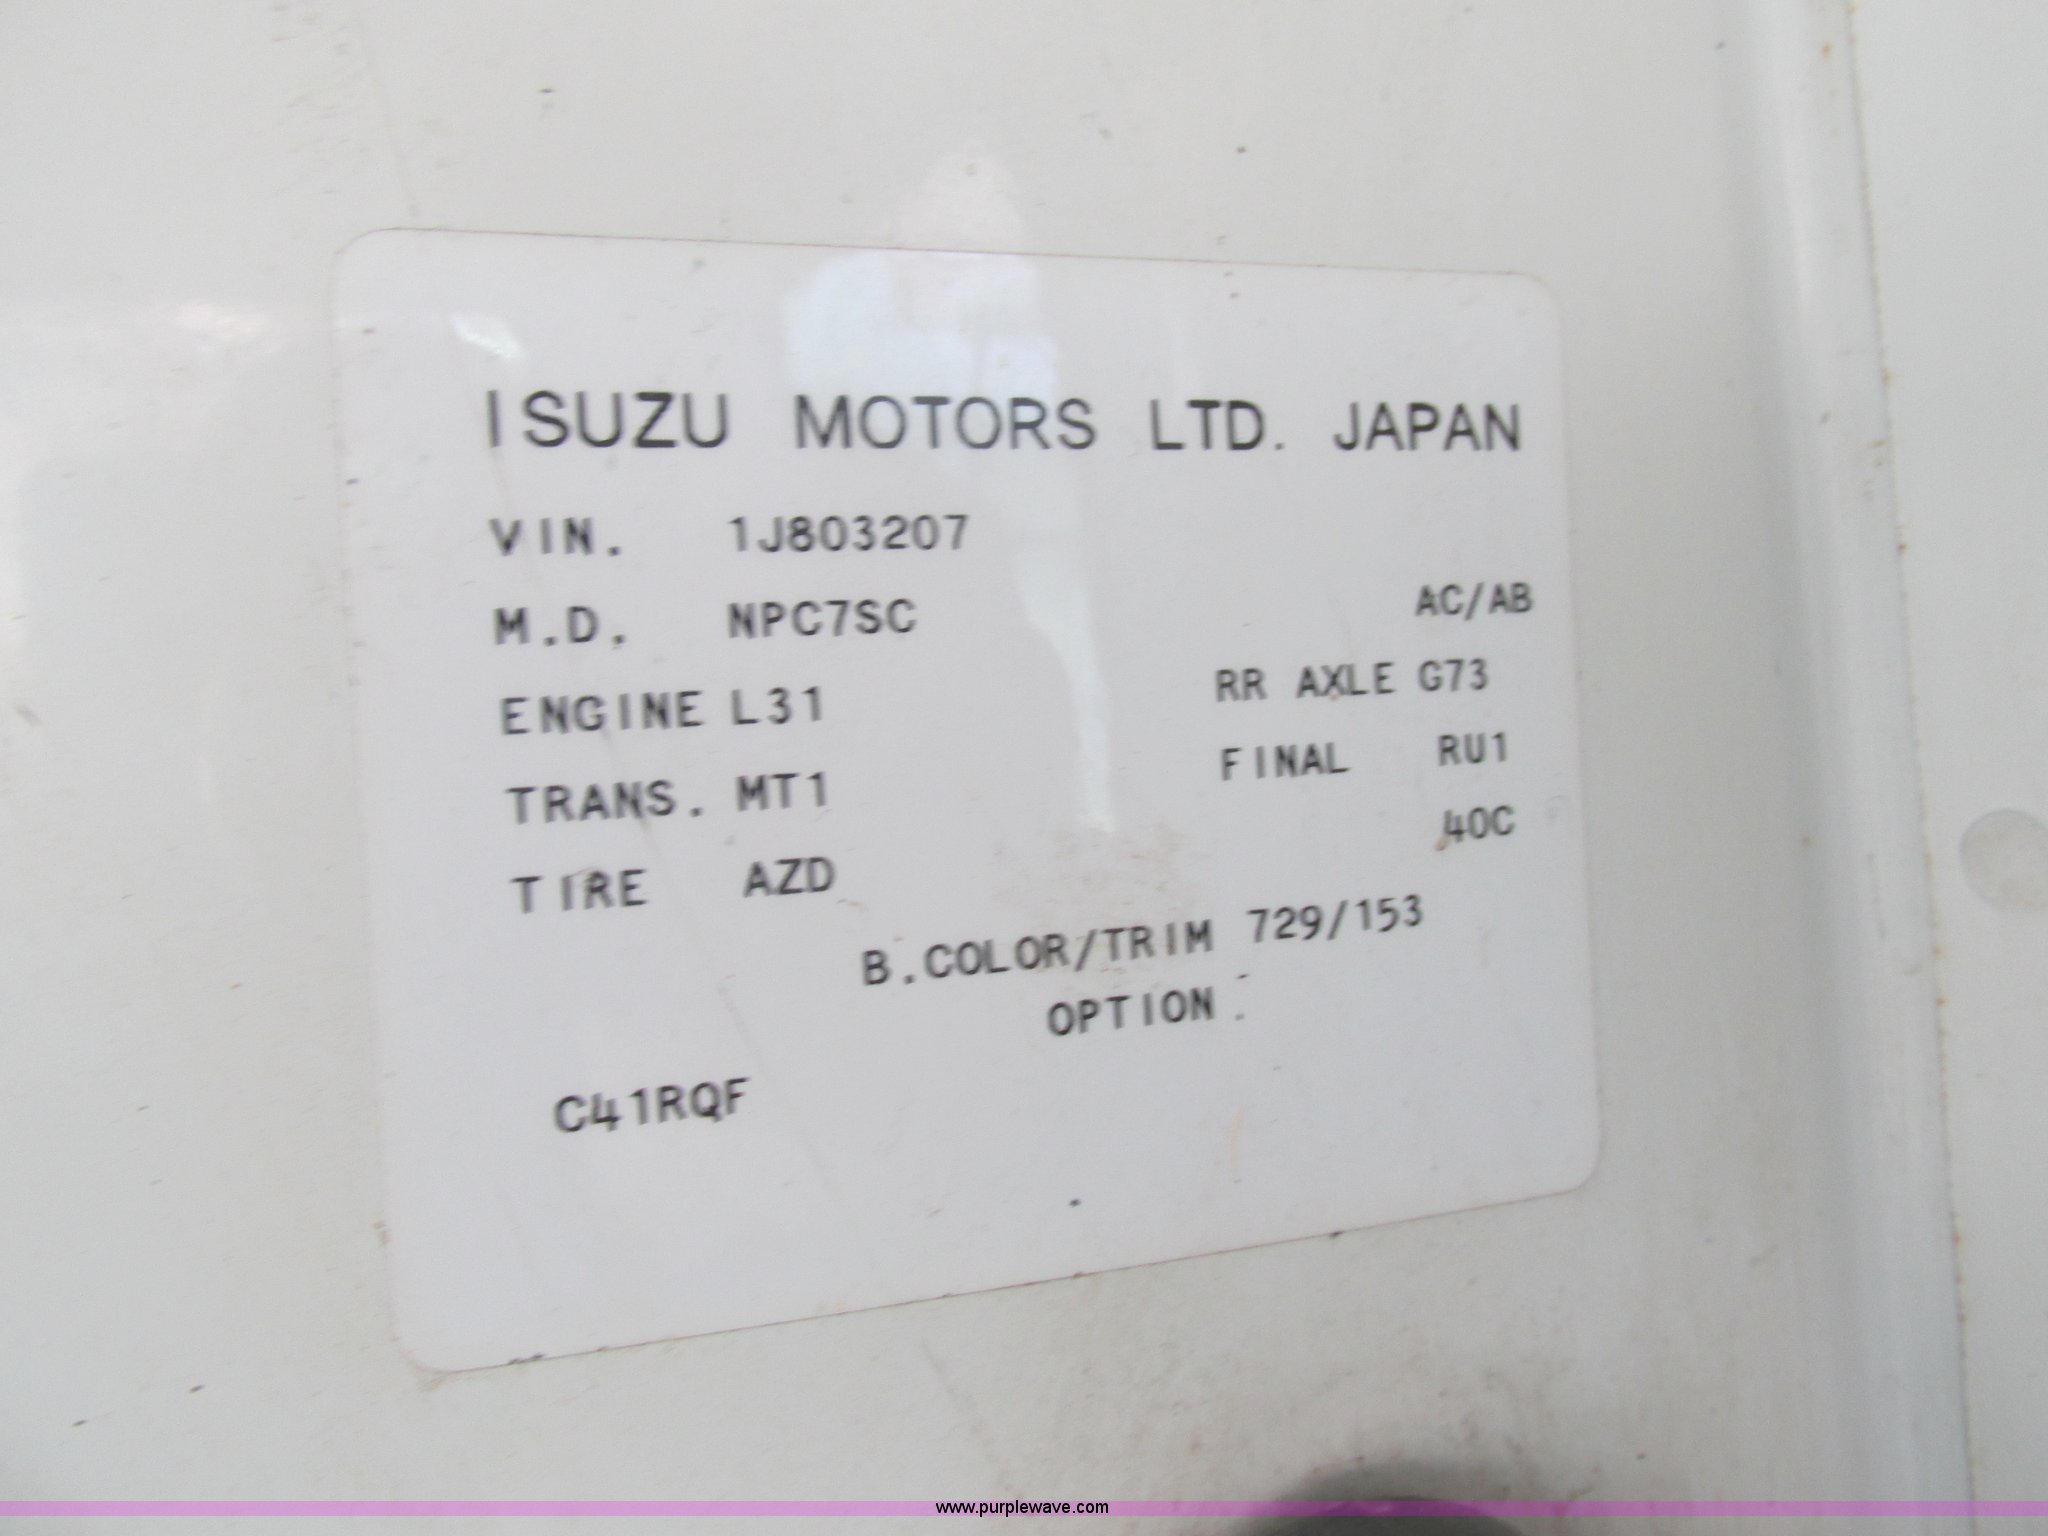 ISUZU MOTORS LTD. JAPAN
VIN. 1J803207
M.D. NPC7SC AC/AB
ENGINE L31 RR AXLE G73
TRANS. MT1 FINAL RU1
TIRE AZD 40C
B.COLOR/TRIM 729/153
OPTION :
C41RQF
www.purplewave.com